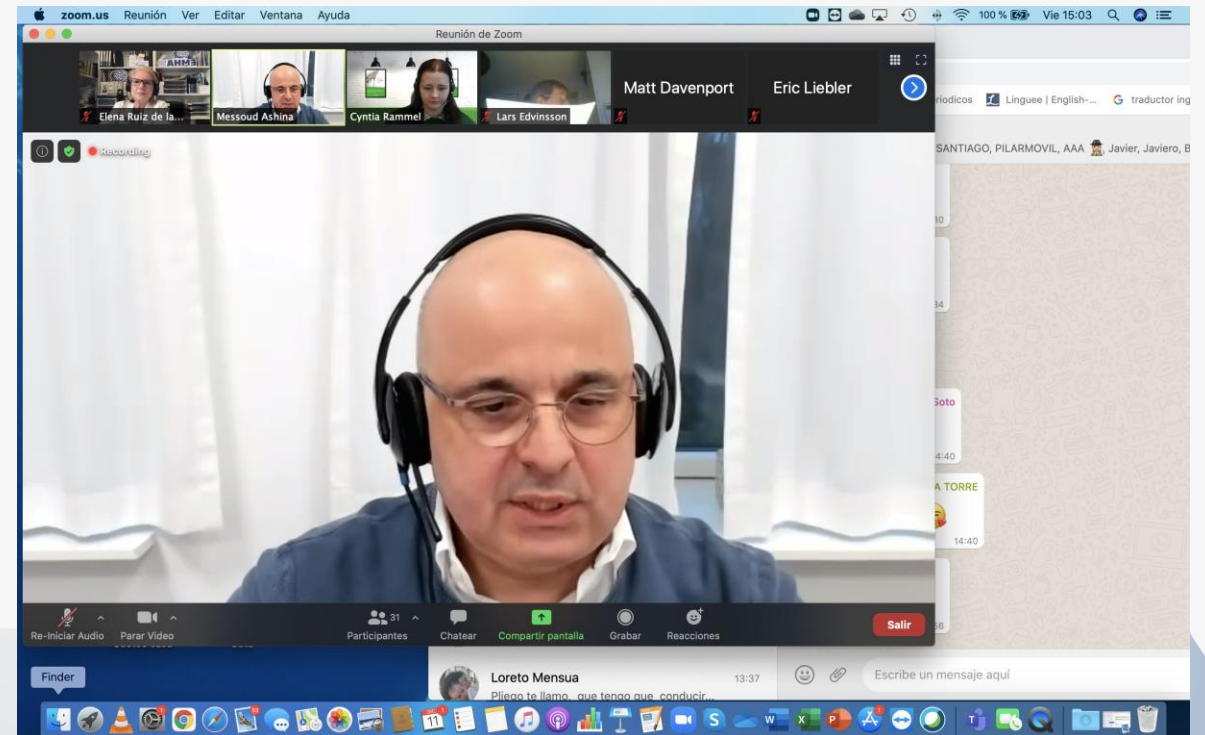 zoom.us Reunión Ver Editar Ventana Ayuda
100 % Vie 15:03
Reunión de Zoom
AHME
Elena Ruiz de la...
Messoud Ashina
Cyntia Rammel
Lars Edvinsson
Matt Davenport
Eric Liebler
Recording
Linguee | English-...
traductor ing
SANTIAGO, PILARMOVIL, AAA Javier, Javiero, B
Soto
4:40
A TORRE
14:40
Re-Iniciar Audio
Parar Video
31
Participantes
Chatear
Compartir pantalla
Grabar
Reacciones
Salir
Finder
Loreto Mensua 13:37
Pliego te llamo, que tengo que conducir...
Escribe un mensaje aquí